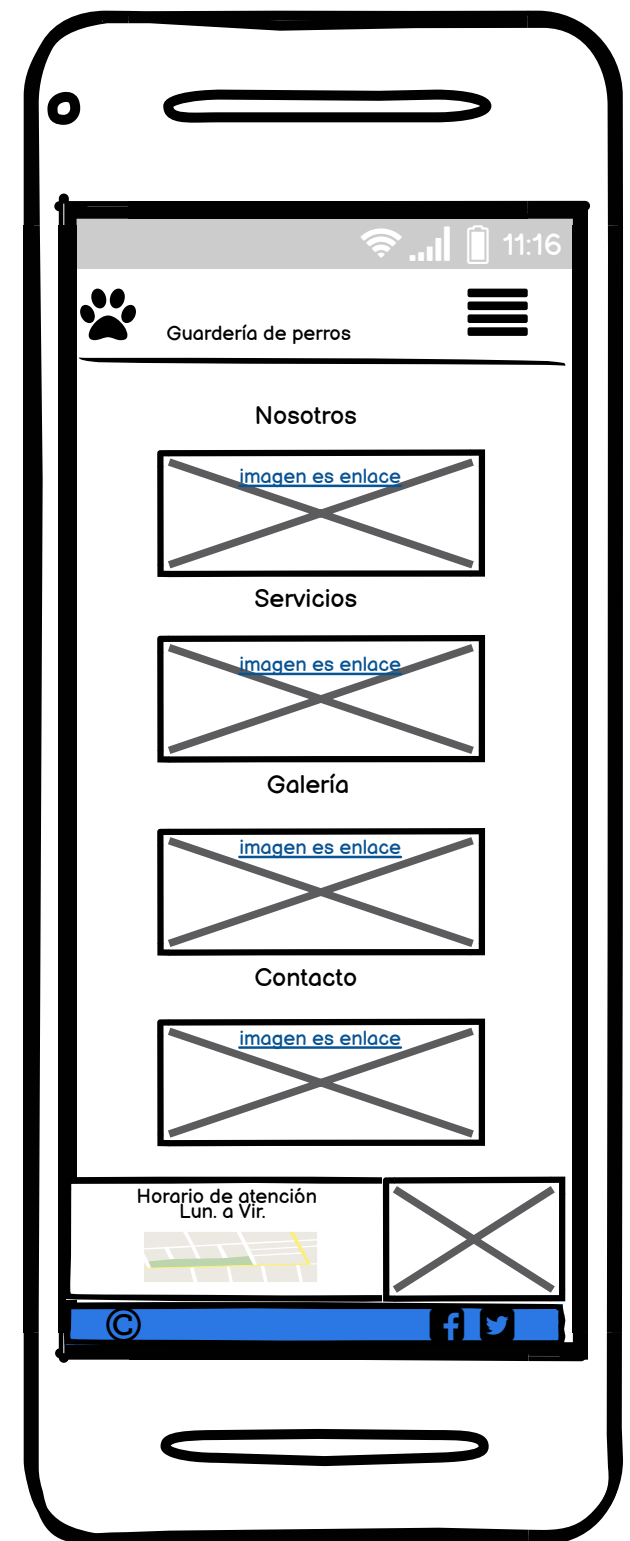 11:16
Guardería de perros
Nosotros
imagen es enlace
Servicios
imagen es enlace
Galería
imagen es enlace
Contacto
imagen es enlace
Horario de atención
Lun. a Vir.
©